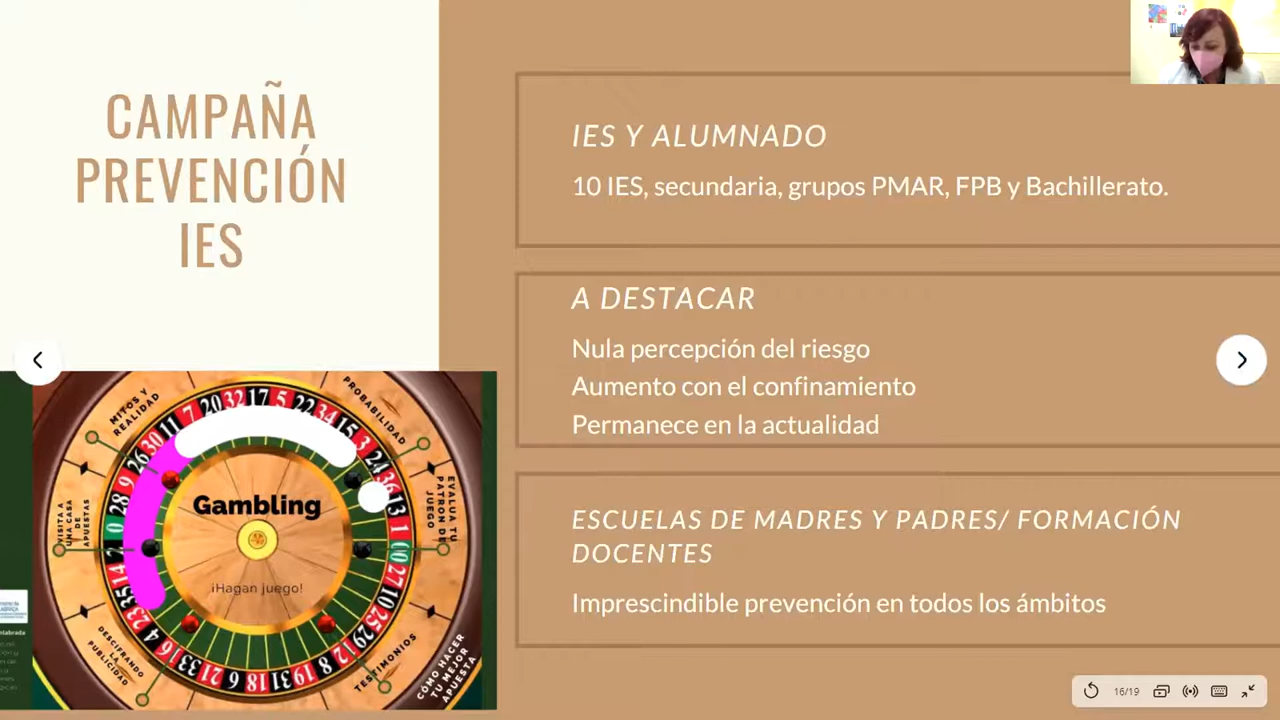 CAMPAÑA
PREVENCIÓN
IES
IES Y ALUMNADO
10 IES, secundaria, grupos PMAR, FPB y Bachillerato.
A DESTACAR
Nula percepción del riesgo
Aumento con el confinamiento
Permanece en la actualidad
ESCUELAS DE MADRES Y PADRES/ FORMACIÓN
DOCENTES
Imprescindible prevención en todos los ámbitos
MITOS Y
REALIDAD
PROBABILIDAD
EVALUA TU
PATRON DE
JUEGO
VISITA A
UNA CASA
DE
APUESTAS
Gambling
¡Hagan juego!
DESCIFRANDO
LA
PUBLICIDAD
TESTIMONIOS
CÓMO HACER
TU MEJOR
APUESTA
16/19